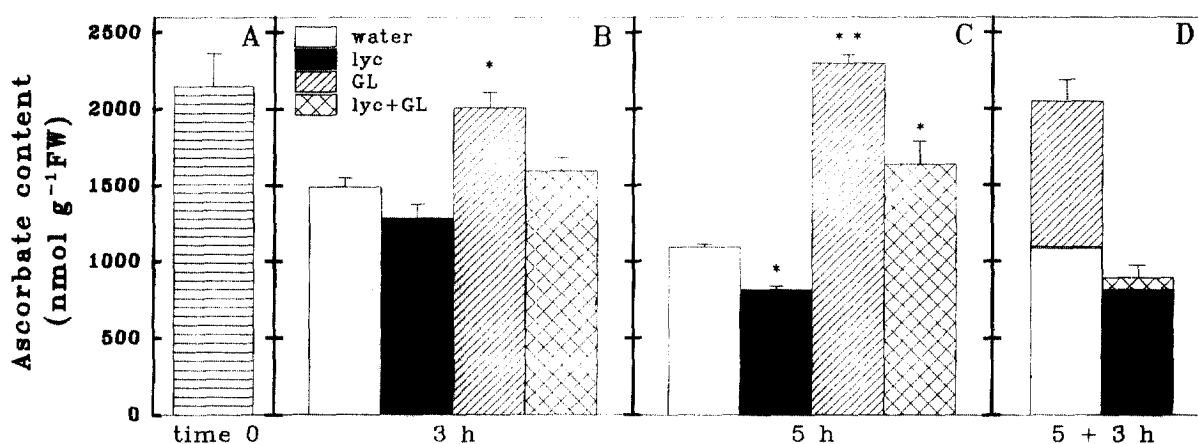 Ascorbate content
(nmol g⁻¹FW)
2500
2000
1500
1000
500
0
A
B
C
D
water
lyc
GL
lyc+GL
*
* *
*
*
time 0
3 h
5 h
5 + 3 h